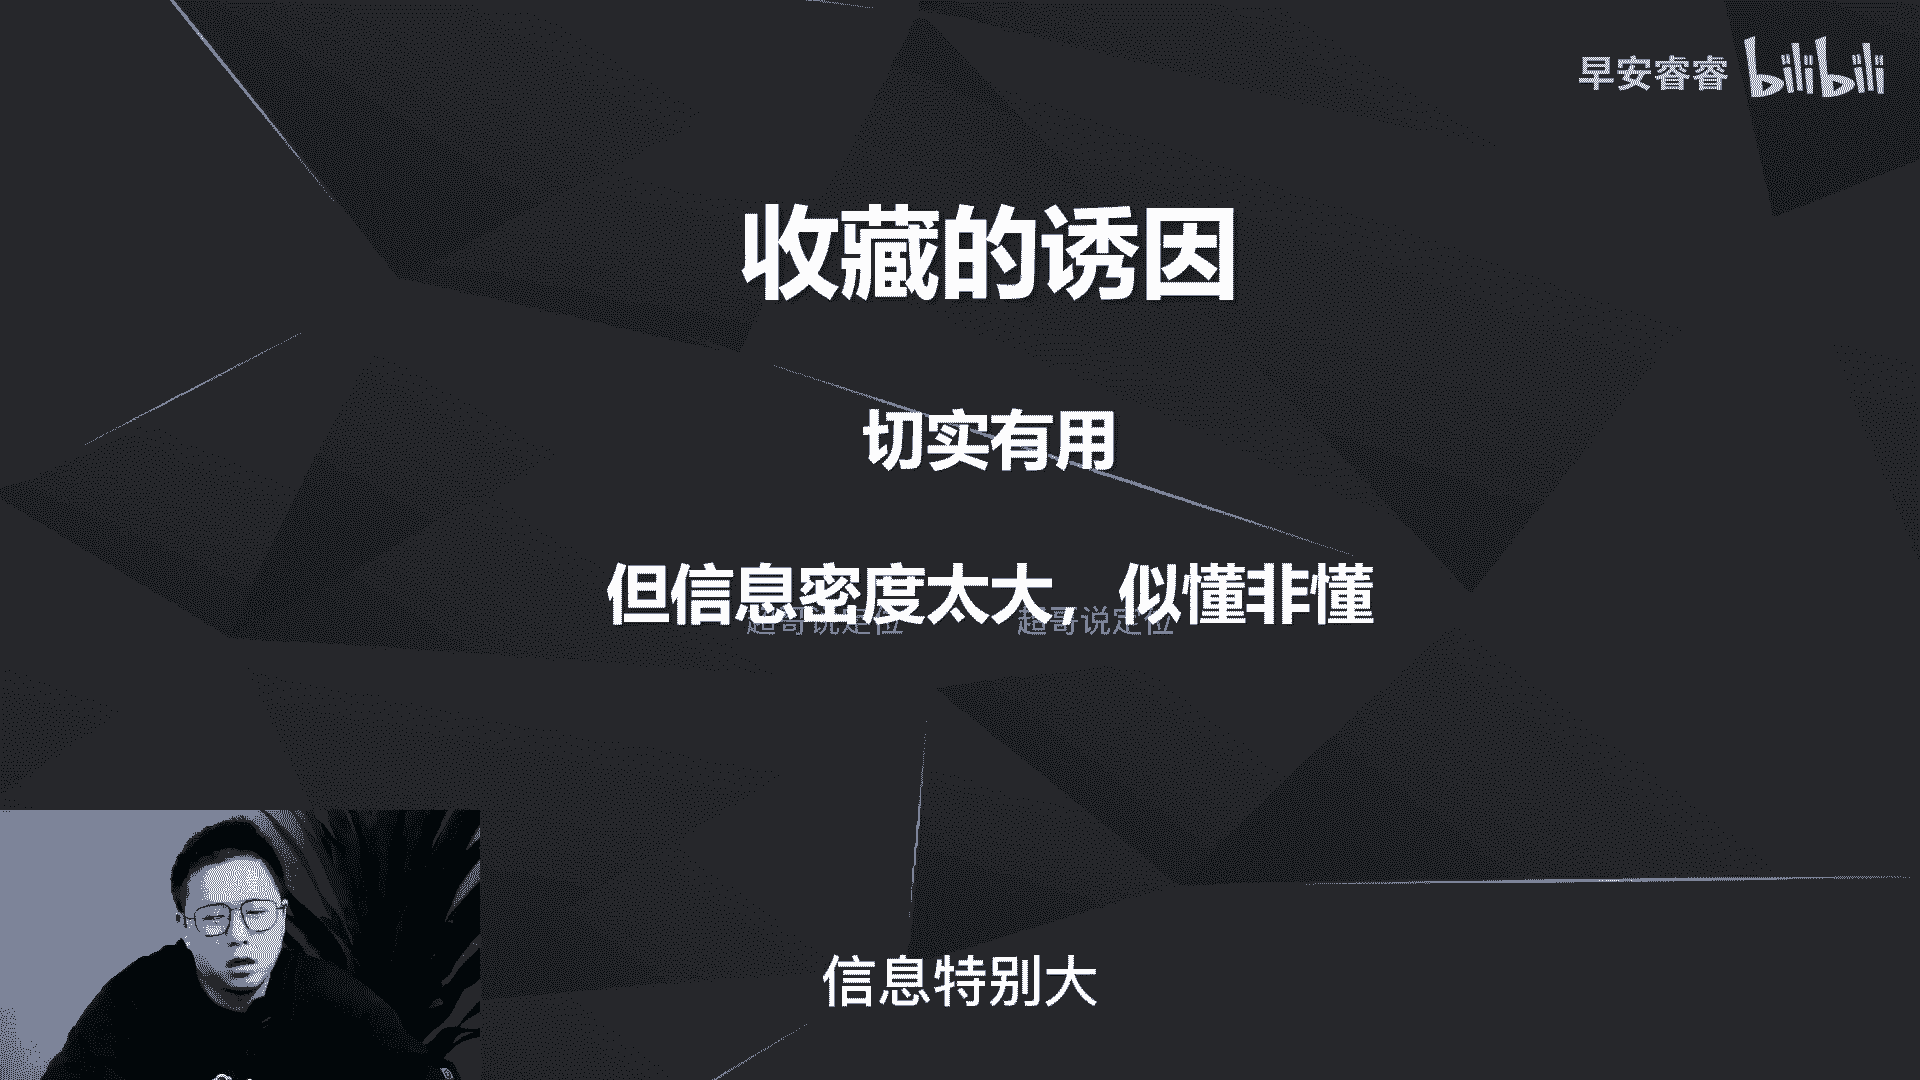 早安睿睿 bilibili
收藏的诱因
切实有用
但信息密度太大，似懂非懂
超哥说定位 超哥说定位
信息特别大